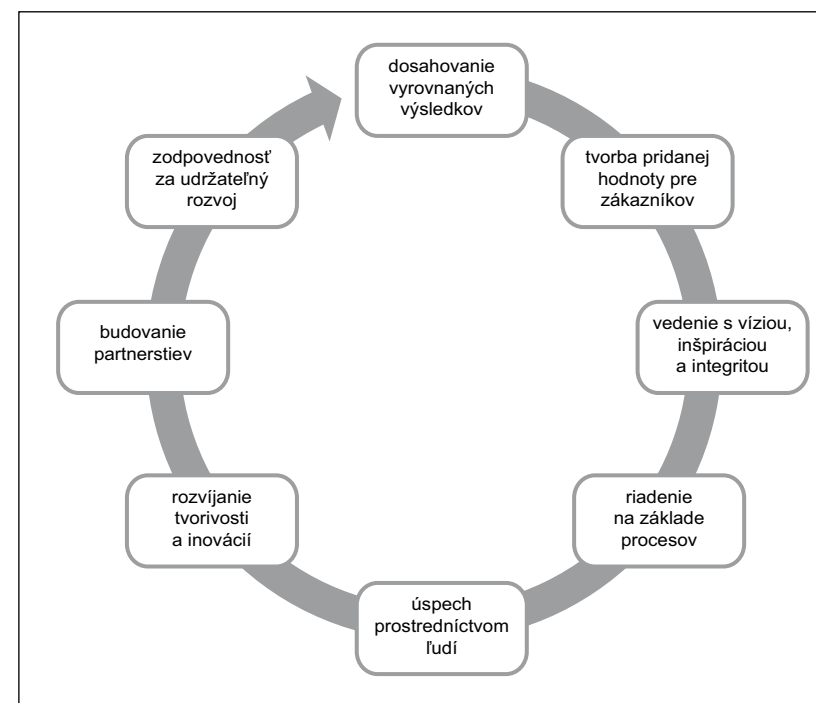 dosahovanie
vyrovnaných
výsledkov
tvorba pridanej
hodnoty pre
zákazníkov
vedenie s víziou,
inšpiráciou
a integritou
riadenie
na základe
procesov
úspech
prostredníctvom
ľudí
rozvíjanie
tvorivosti
a inovácií
budovanie
partnerstiev
zodpovednosť
za udržateľný
rozvoj